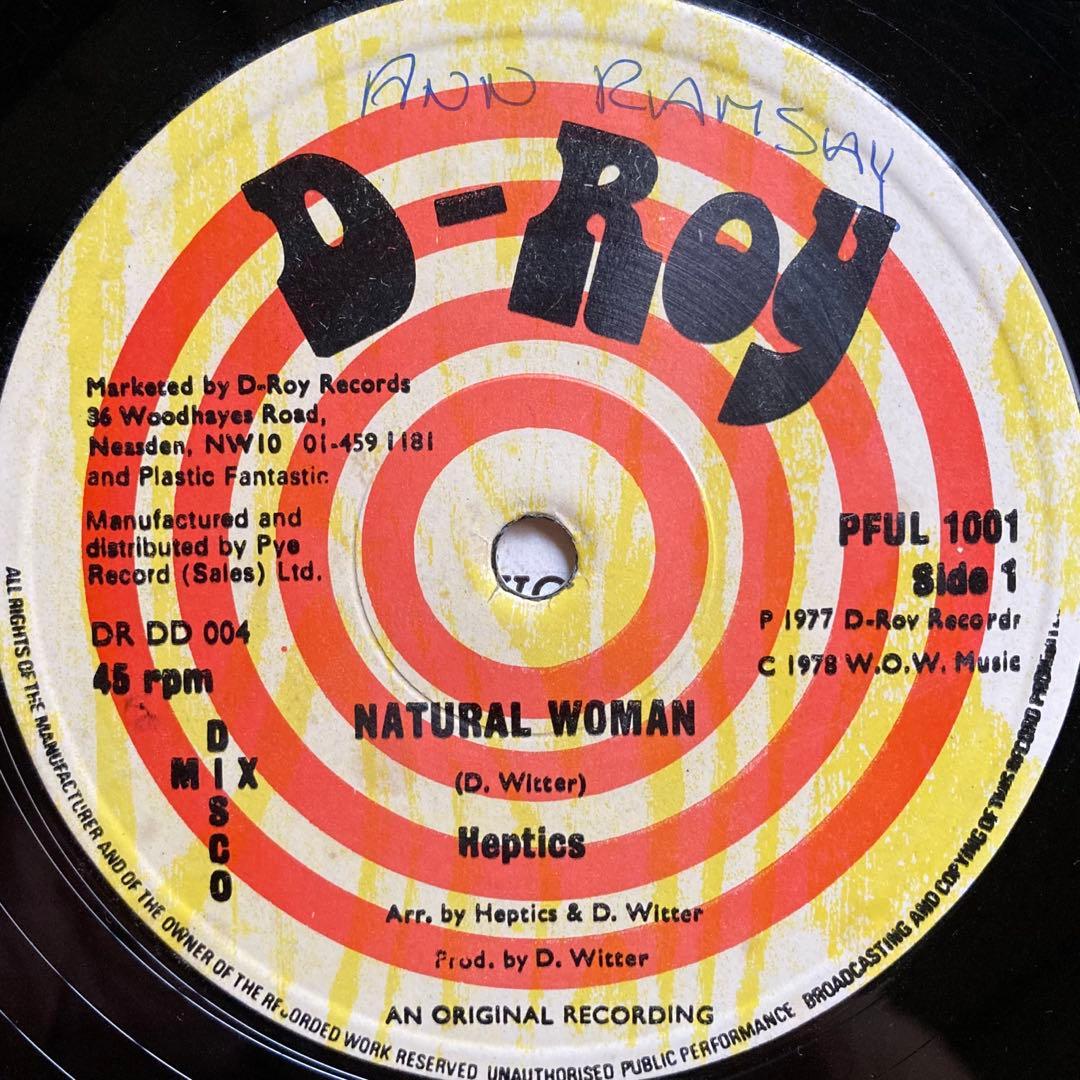 ANN RAMSAY
D-Roy
Marketed by D-Roy Records
36 Woodhayes Road,
Neasden, NW10 01-459 1181
and Plastic Fantastic
Manufactured and
distributed by Pye
Record (Sales) Ltd.
DR DD 004
45 rpm
DISCO
MIX
PFUL 1001
Side 1
P 1977 D-Roy Records
C 1978 W.O.W. Music
NATURAL WOMAN
(D. Witter)
Heptics
Arr. by Heptics & D. Witter
Prod. by D. Witter
AN ORIGINAL RECORDING
ALL RIGHTS OF THE MANUFACTURER AND OF THE OWNER OF THE RECORDED WORK RESERVED UNAUTHORISED PUBLIC PERFORMANCE BROADCASTING AND COPYING OF THIS RECORD PROHIBITED